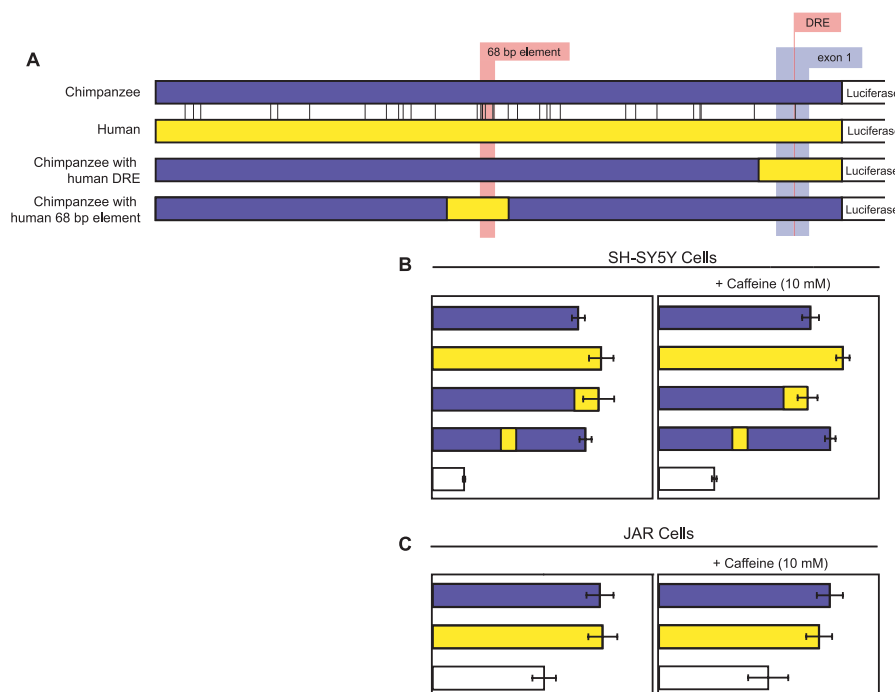 DRE
68 bp element
exon 1
A
Chimpanzee
Luciferase
Human
Luciferase
Chimpanzee with
human DRE
Luciferase
Chimpanzee with
human 68 bp element
Luciferase
B
SH-SY5Y Cells
+ Caffeine (10 mM)
C
JAR Cells
+ Caffeine (10 mM)